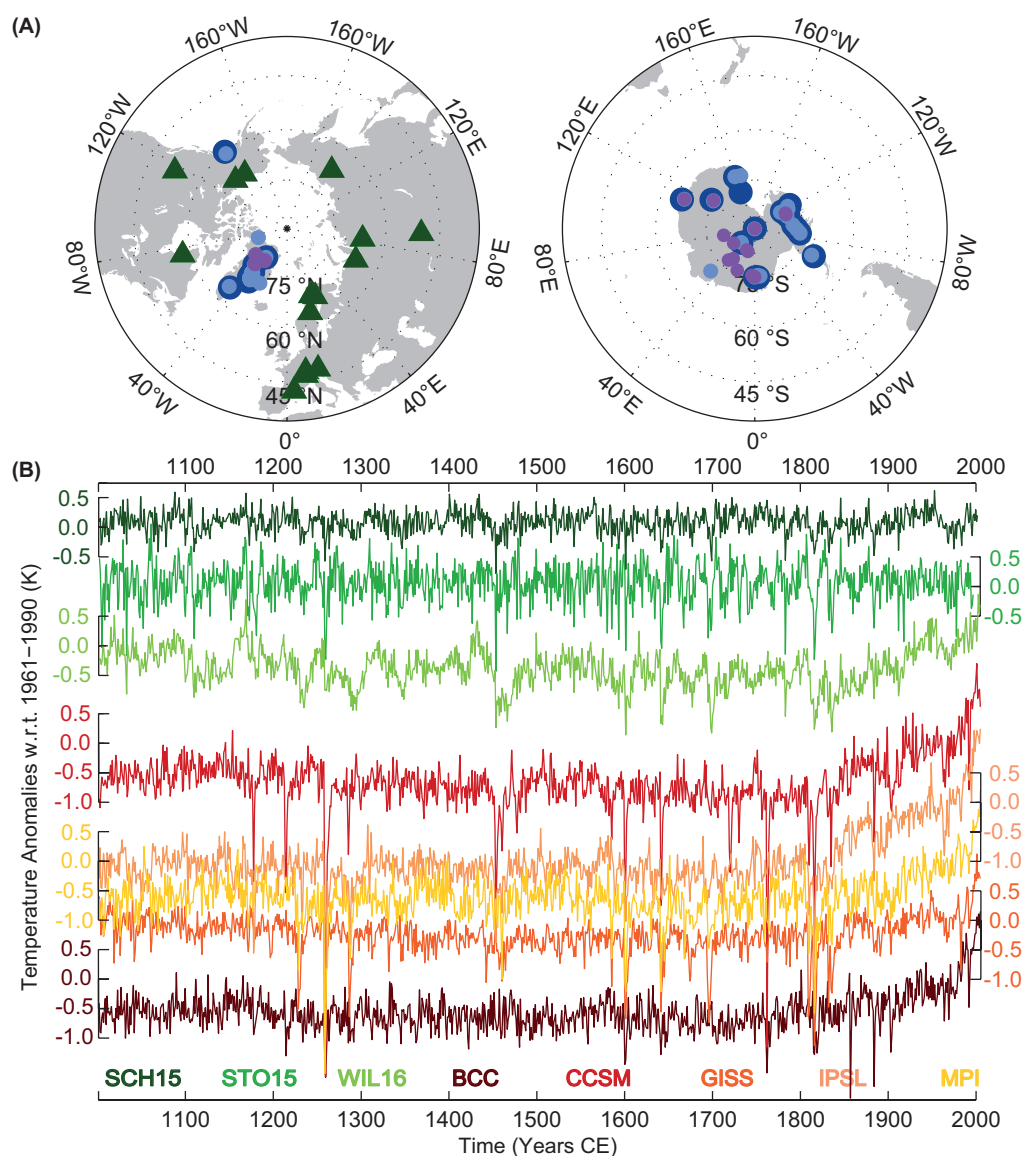 (A)
160°W 160°W
120°W 120°E
80°W 80°E
75 °N
60 °N
45 °N
40°W 40°E
0°
160°E 160°W
120°E 120°W
80°E 80°W
75 °S
60 °S
45 °S
40°E 40°W
0°
(B)
1100 1200 1300 1400 1500 1600 1700 1800 1900 2000
Temperature Anomalies w.r.t. 1961–1990 (K)
0.5
0.0
-0.5
0.5
0.0
-0.5
0.5
0.0
-0.5
0.5
0.0
-0.5
-1.0
0.5
0.0
-0.5
-1.0
0.5
0.0
-0.5
-1.0
0.5
0.0
-0.5
-1.0
0.5
0.0
-0.5
-1.0
SCH15 STO15 WIL16 BCC CCSM GISS IPSL MPI
1100 1200 1300 1400 1500 1600 1700 1800 1900 2000
Time (Years CE)